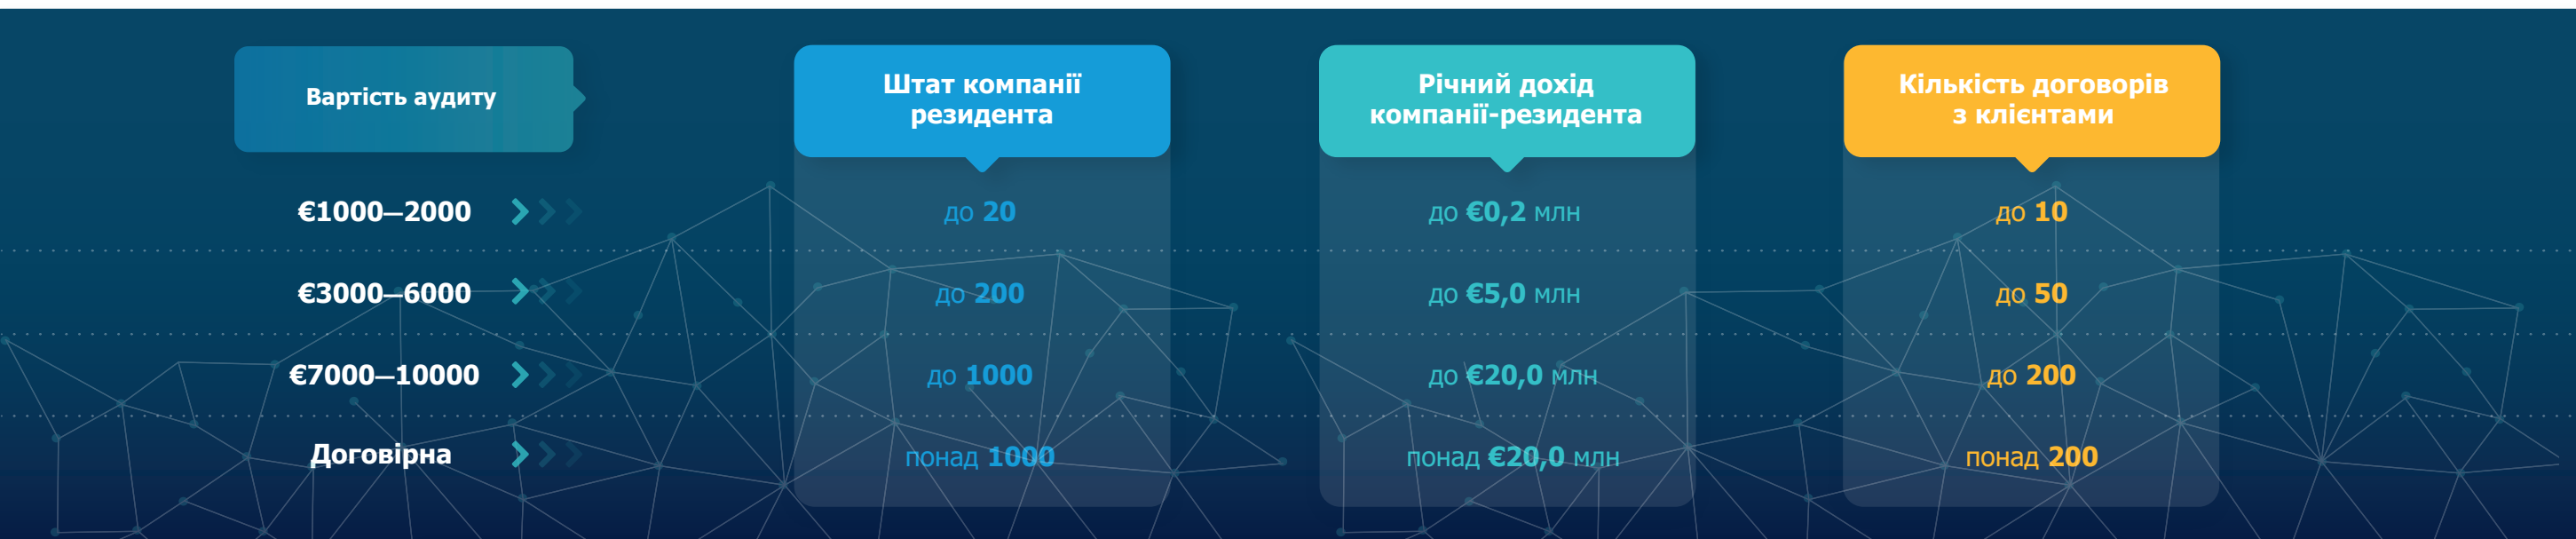 Вартість аудиту
Штат компанії
резидента
Річний дохід
компанії-резидента
Кількість договорів
з клієнтами
€1000—2000 до 20 до €0,2 млн до 10
€3000—6000 до 200 до €5,0 млн до 50
€7000—10000 до 1000 до €20,0 млн до 200
Договірна понад 1000 понад €20,0 млн понад 200